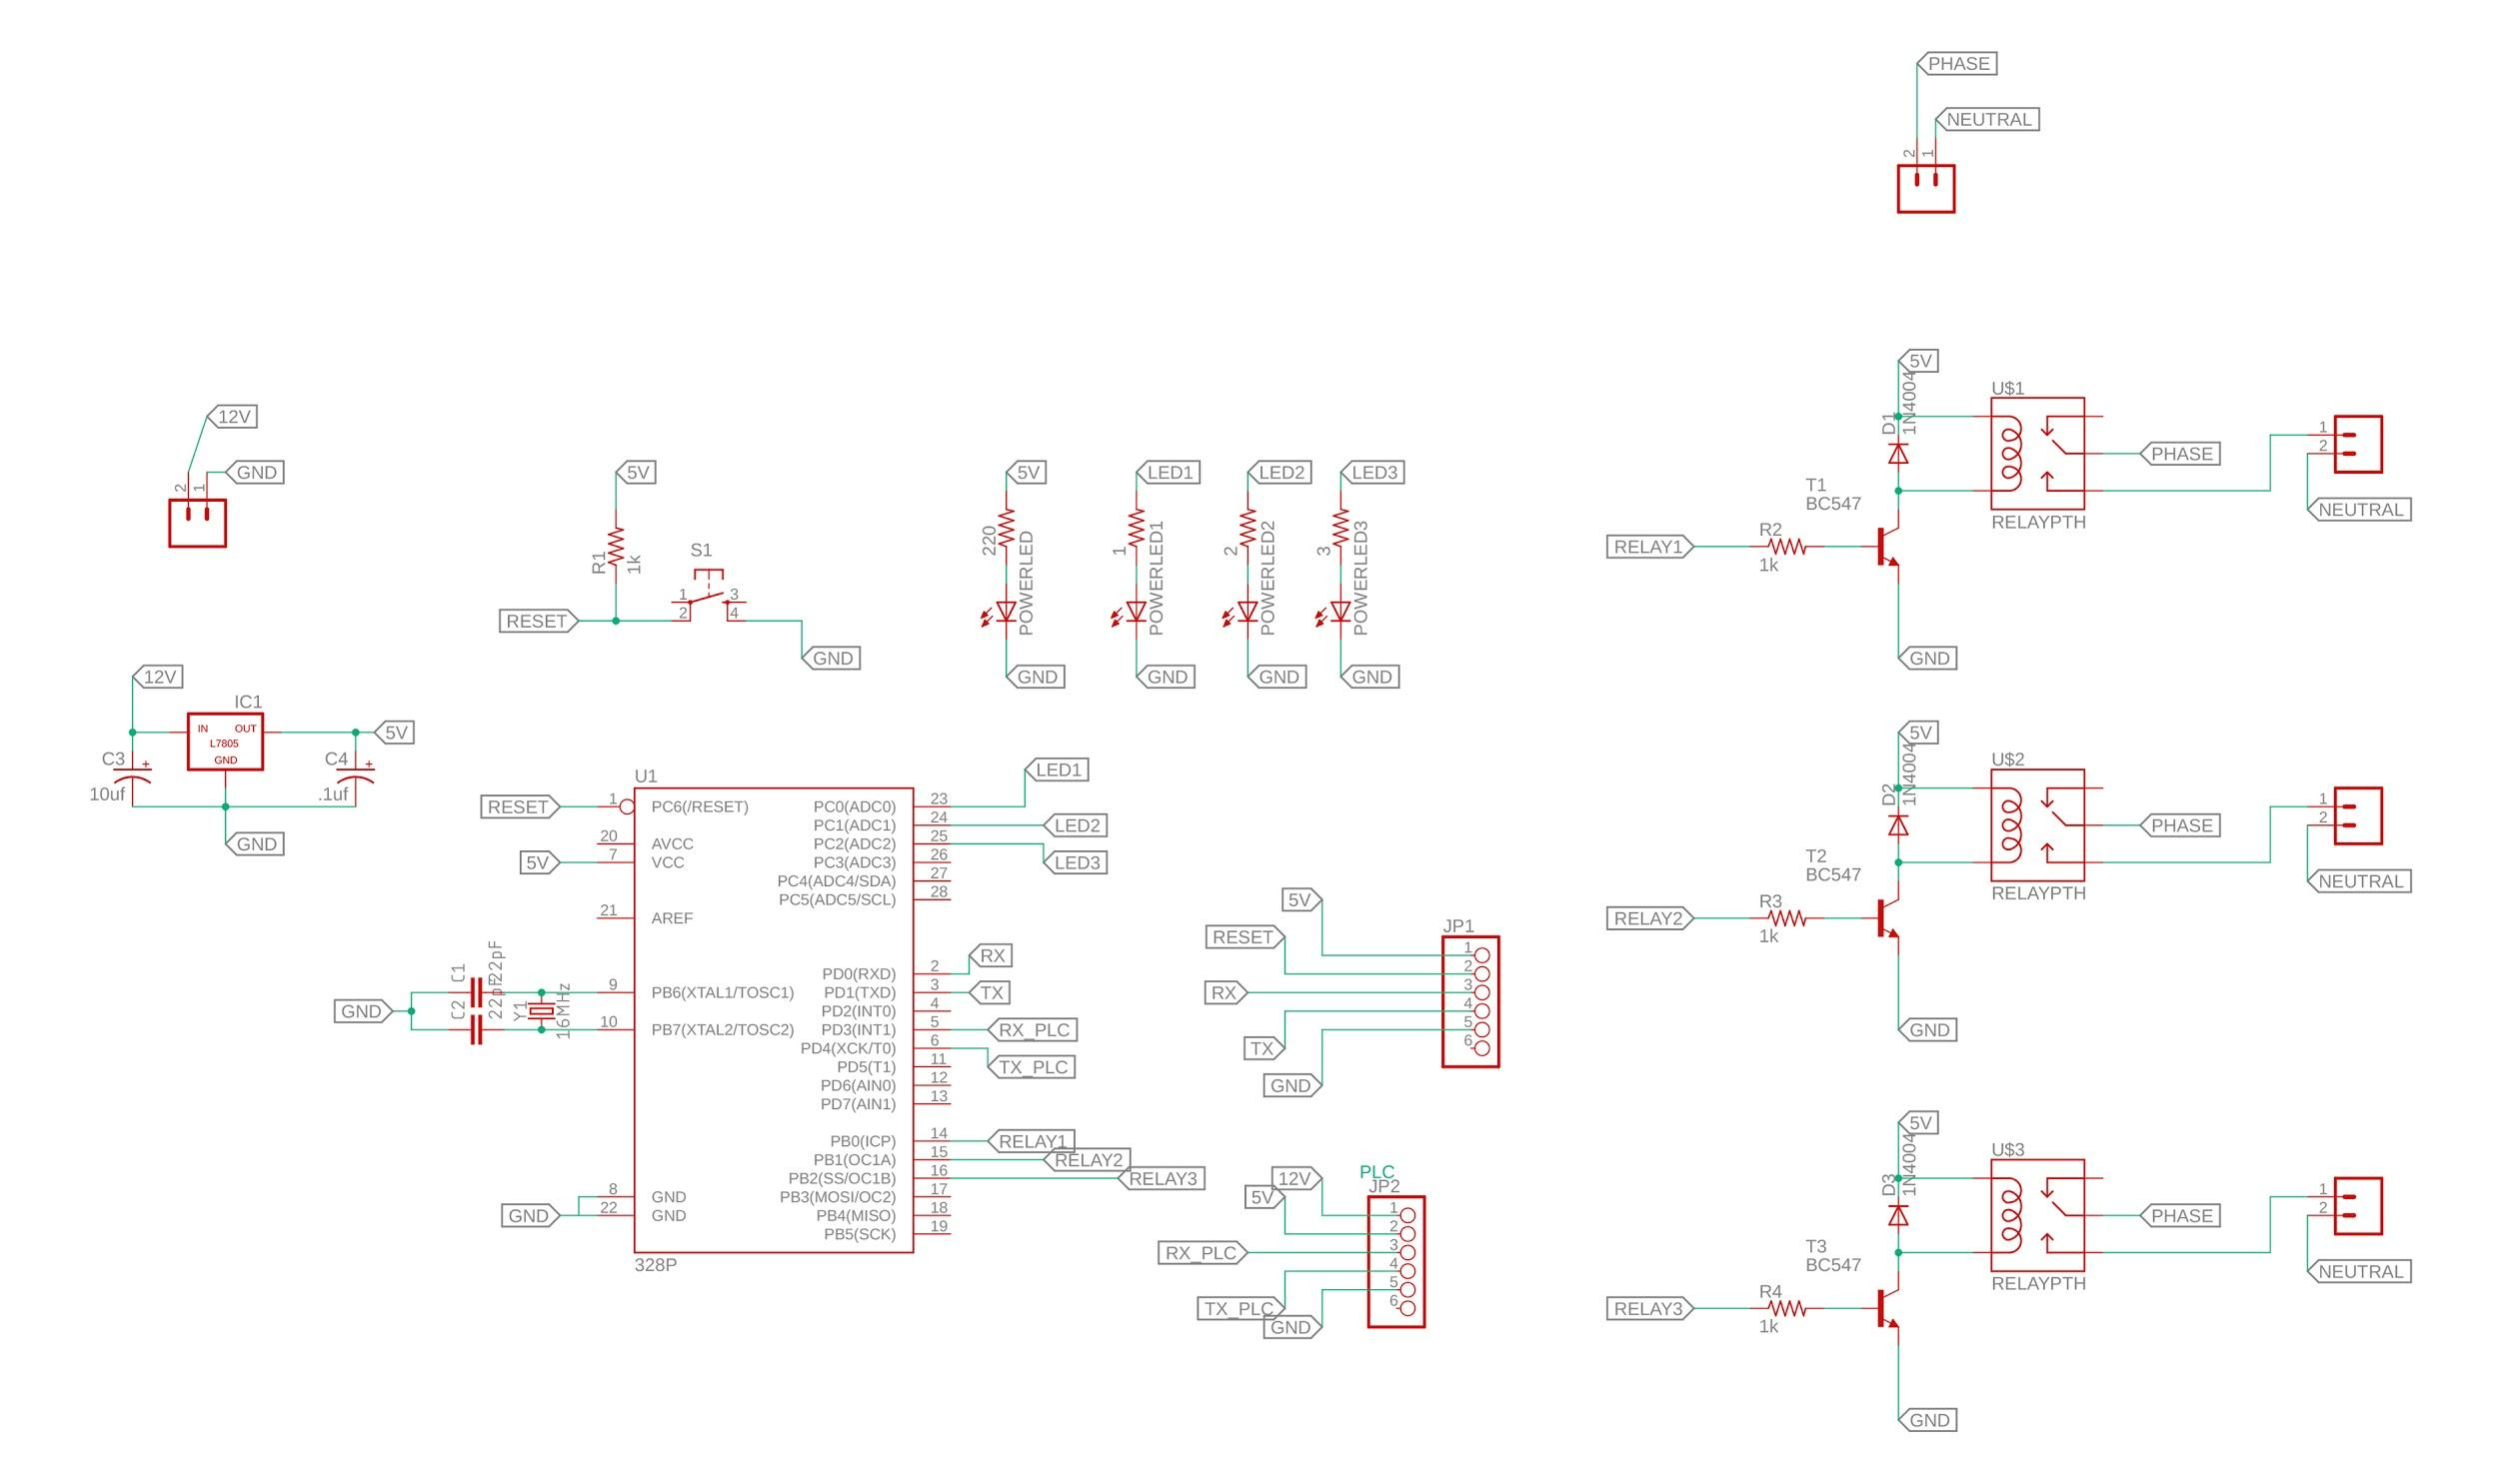 PHASE
NEUTRAL
2
1
12V
GND
2
1
5V
R1
1k
S1
1
2
3
4
RESET
GND
5V
220
POWERLED
GND
LED1
1
POWERLED1
GND
LED2
2
POWERLED2
GND
LED3
3
POWERLED3
GND
12V
IC1
IN
OUT
L7805
GND
5V
C3
+
10uf
C4
+
.1uf
GND
U1
RESET
1
PC6(/RESET)
20
AVCC
5V
7
VCC
21
AREF
GND
C1
22pF
C2
22pF
Y1
16MHz
9
PB6(XTAL1/TOSC1)
10
PB7(XTAL2/TOSC2)
8
GND
GND
22
GND
PC0(ADC0)
23
LED1
PC1(ADC1)
24
LED2
PC2(ADC2)
25
LED3
PC3(ADC3)
26
PC4(ADC4/SDA)
27
PC5(ADC5/SCL)
28
PD0(RXD)
2
RX
PD1(TXD)
3
TX
PD2(INT0)
4
PD3(INT1)
5
RX_PLC
PD4(XCK/T0)
6
TX_PLC
PD5(T1)
11
PD6(AIN0)
12
PD7(AIN1)
13
PB0(ICP)
14
RELAY1
PB1(OC1A)
15
RELAY2
PB2(SS/OC1B)
16
RELAY3
PB3(MOSI/OC2)
17
PB4(MISO)
18
PB5(SCK)
19
328P
5V
RESET
RX
TX
GND
JP1
1
2
3
4
5
6
12V
5V
RX_PLC
TX_PLC
GND
PLC
JP2
1
2
3
4
5
6
5V
D1
1N4004
U$1
RELAYPTH
PHASE
1
2
NEUTRAL
T1
BC547
R2
1k
RELAY1
GND
5V
D2
1N4004
U$2
RELAYPTH
PHASE
1
2
NEUTRAL
T2
BC547
R3
1k
RELAY2
GND
5V
D3
1N4004
U$3
RELAYPTH
PHASE
1
2
NEUTRAL
T3
BC547
R4
1k
RELAY3
GND